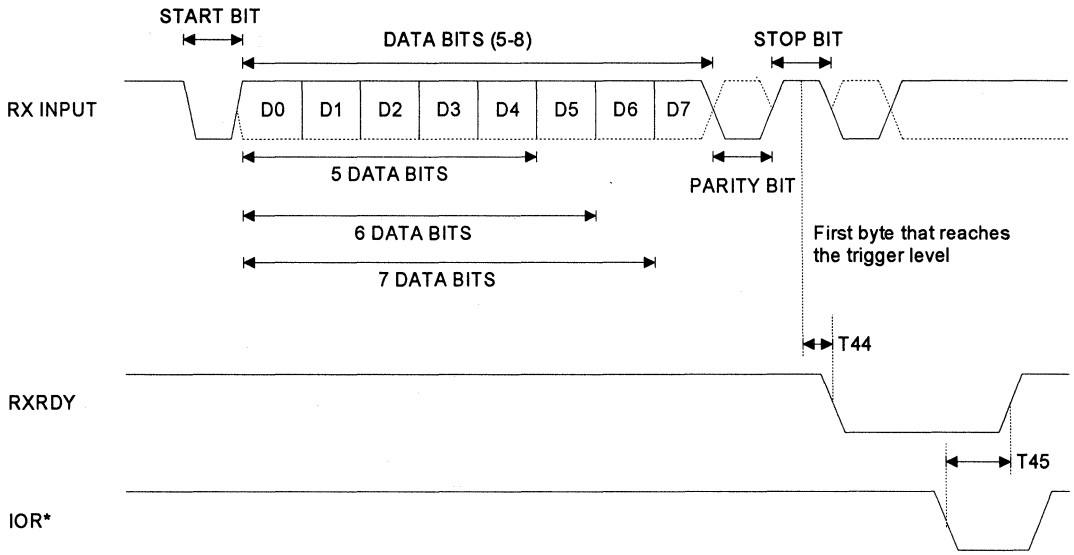 START BIT
DATA BITS (5-8)
STOP BIT
RX INPUT
D0 D1 D2 D3 D4 D5 D6 D7
5 DATA BITS
PARITY BIT
6 DATA BITS
First byte that reaches
the trigger level
7 DATA BITS
T44
RXRDY
T45
IOR*